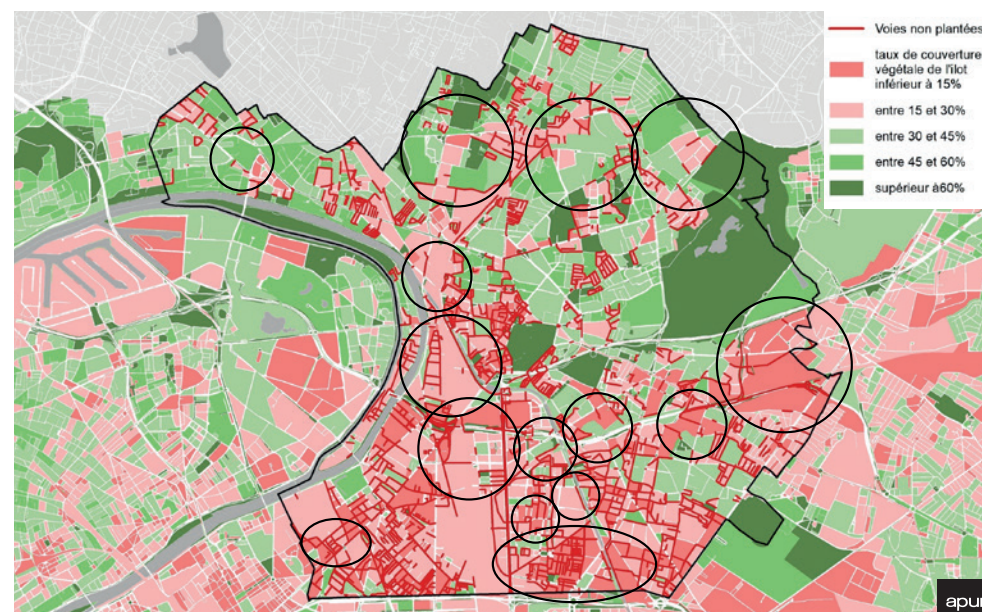 Voies non plantées
taux de couverture
végétale de l'îlot
inférieur à 15%
entre 15 et 30%
entre 30 et 45%
entre 45 et 60%
supérieur à60%
apur